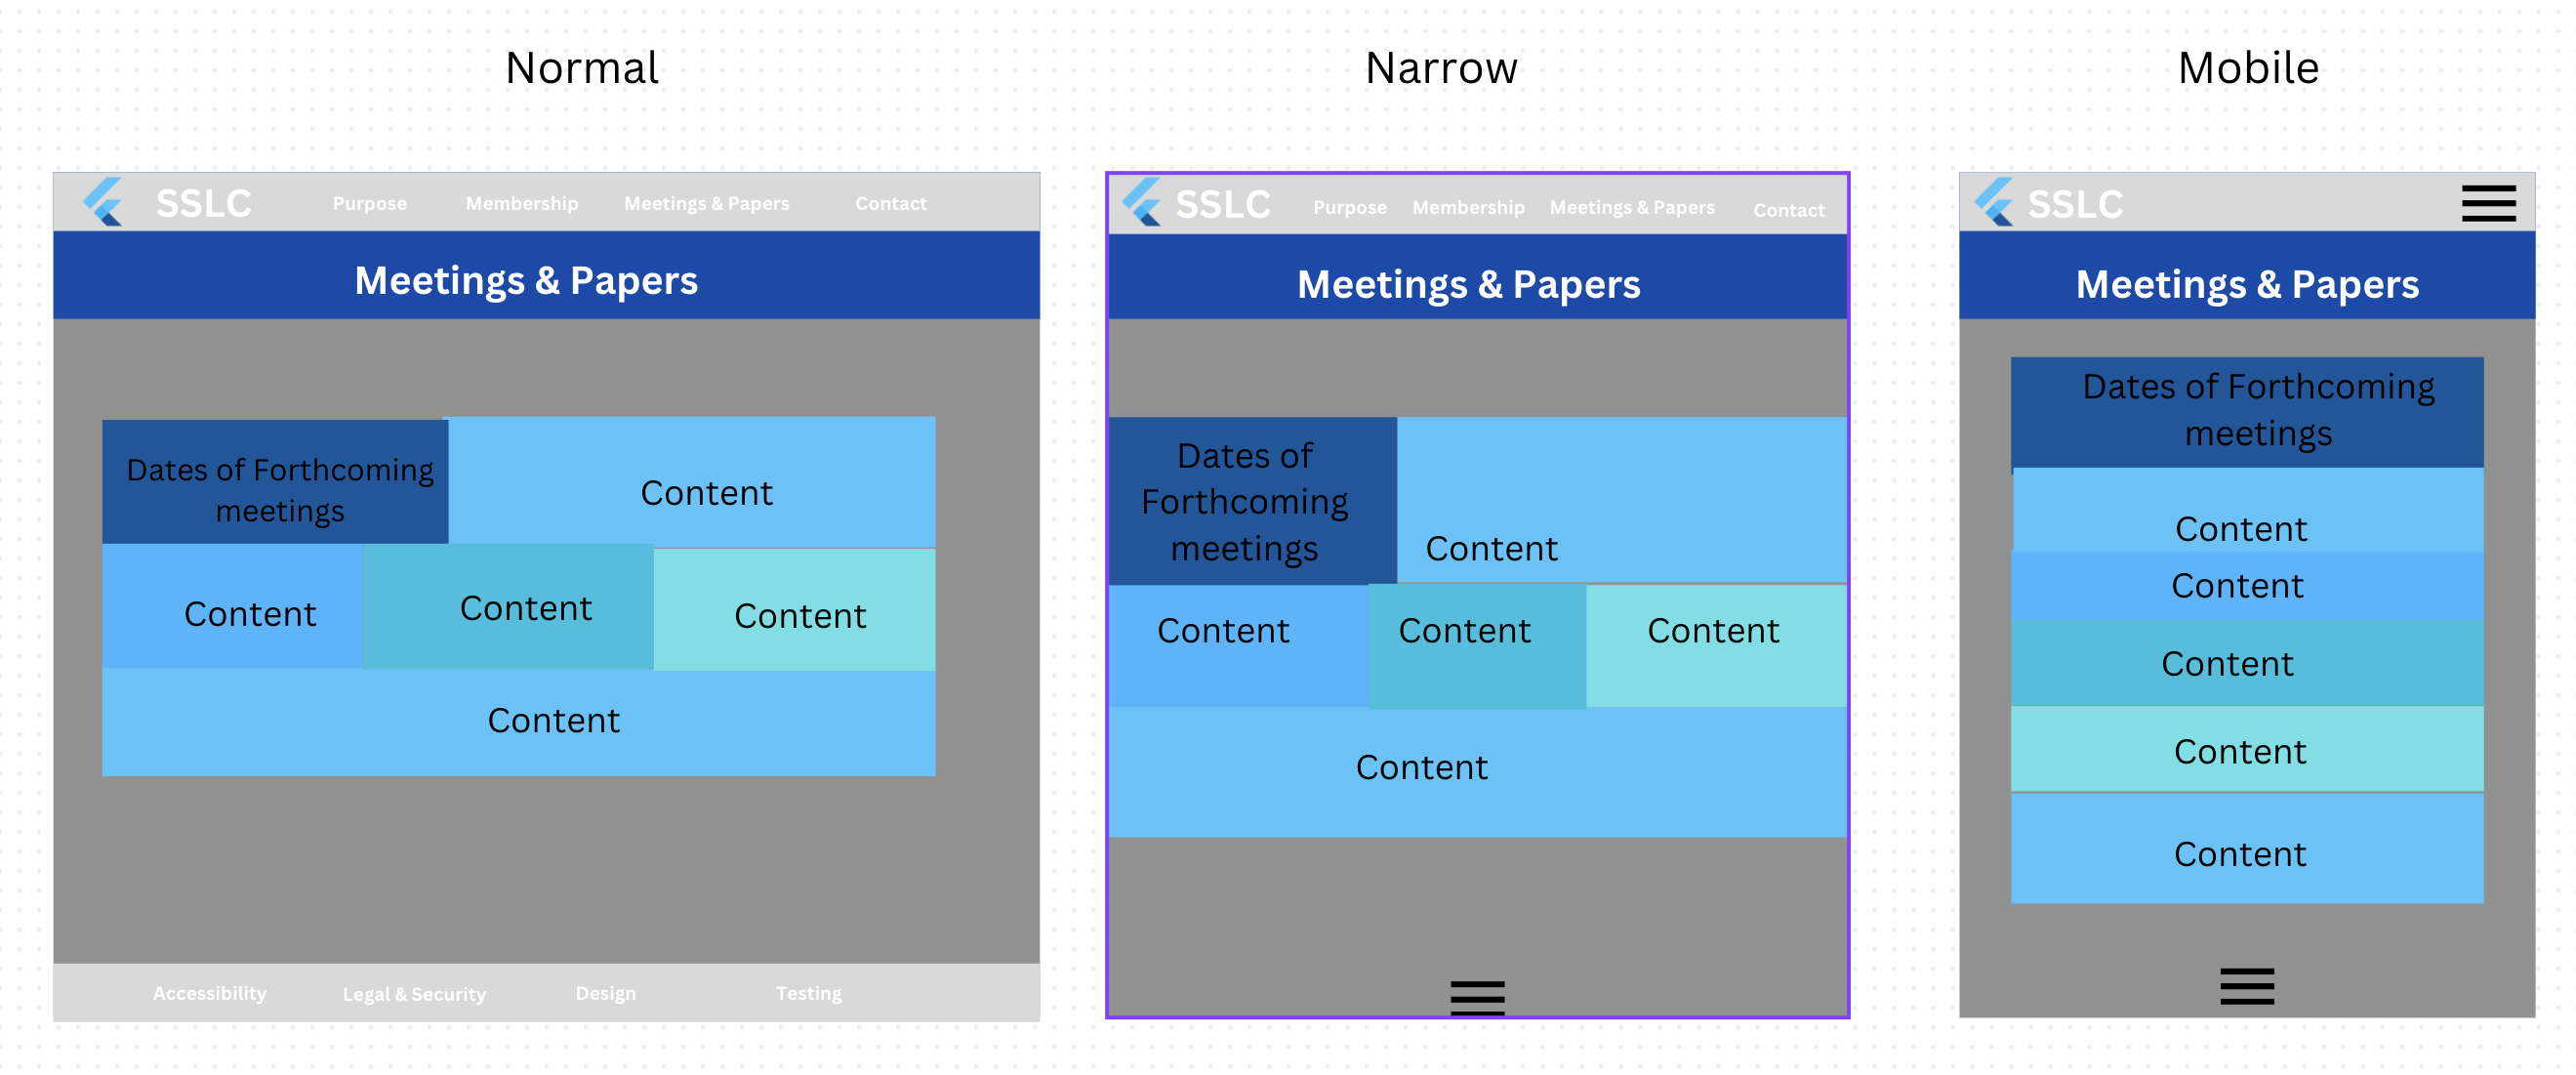 Normal
Narrow
Mobile
SSLC
Purpose
Membership
Meetings & Papers
Contact
Meetings & Papers
Dates of Forthcoming
meetings
Content
Content
Content
Content
Content
Accessibility
Legal & Security
Design
Testing
SSLC
Purpose
Membership
Meetings & Papers
Contact
Meetings & Papers
Dates of
Forthcoming
meetings
Content
Content
Content
Content
Content
SSLC
Meetings & Papers
Dates of Forthcoming
meetings
Content
Content
Content
Content
Content